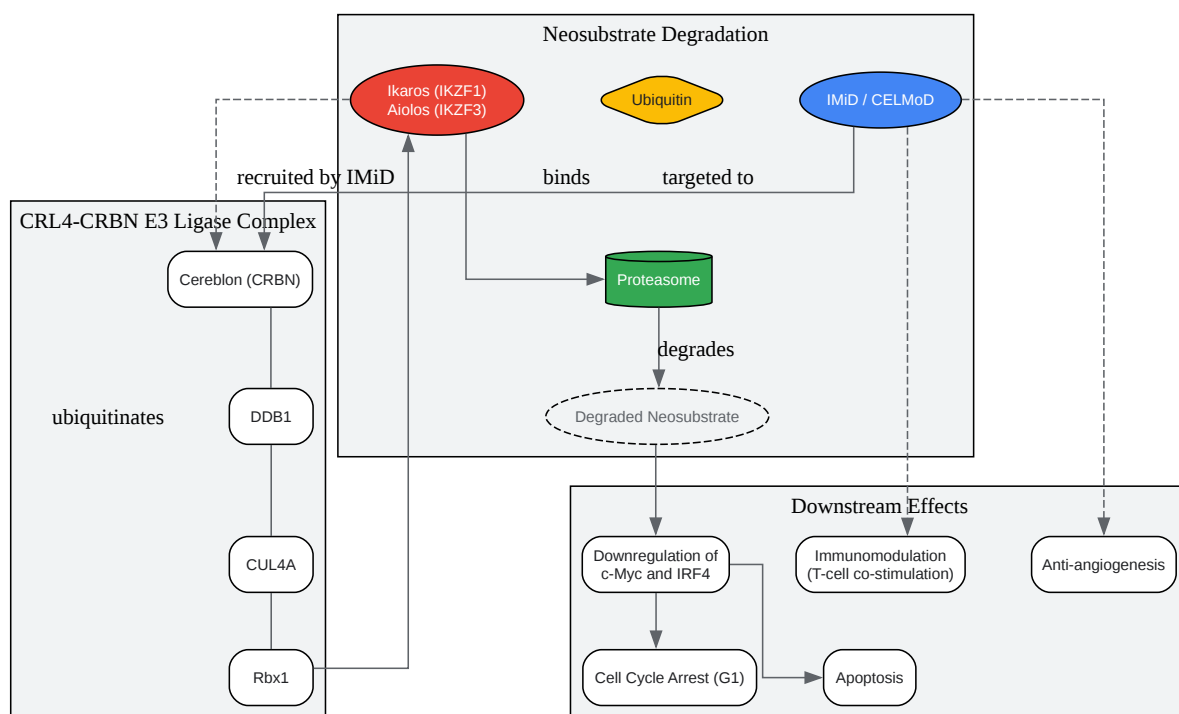 Neosubstrate Degradation
Ikaros (IKZF1)
Aiolos (IKZF3)
Ubiquitin
IMiD / CELMoD
recruited by IMiD
binds
targeted to
CRL4-CRBN E3 Ligase Complex
Cereblon (CRBN)
Proteasome
degrades
ubiquitinates
DDB1
Degraded Neosubstrate
Downstream Effects
CUL4A
Downregulation of
c-Myc and IRF4
Immunomodulation
(T-cell co-stimulation)
Anti-angiogenesis
Rbx1
Cell Cycle Arrest (G1)
Apoptosis